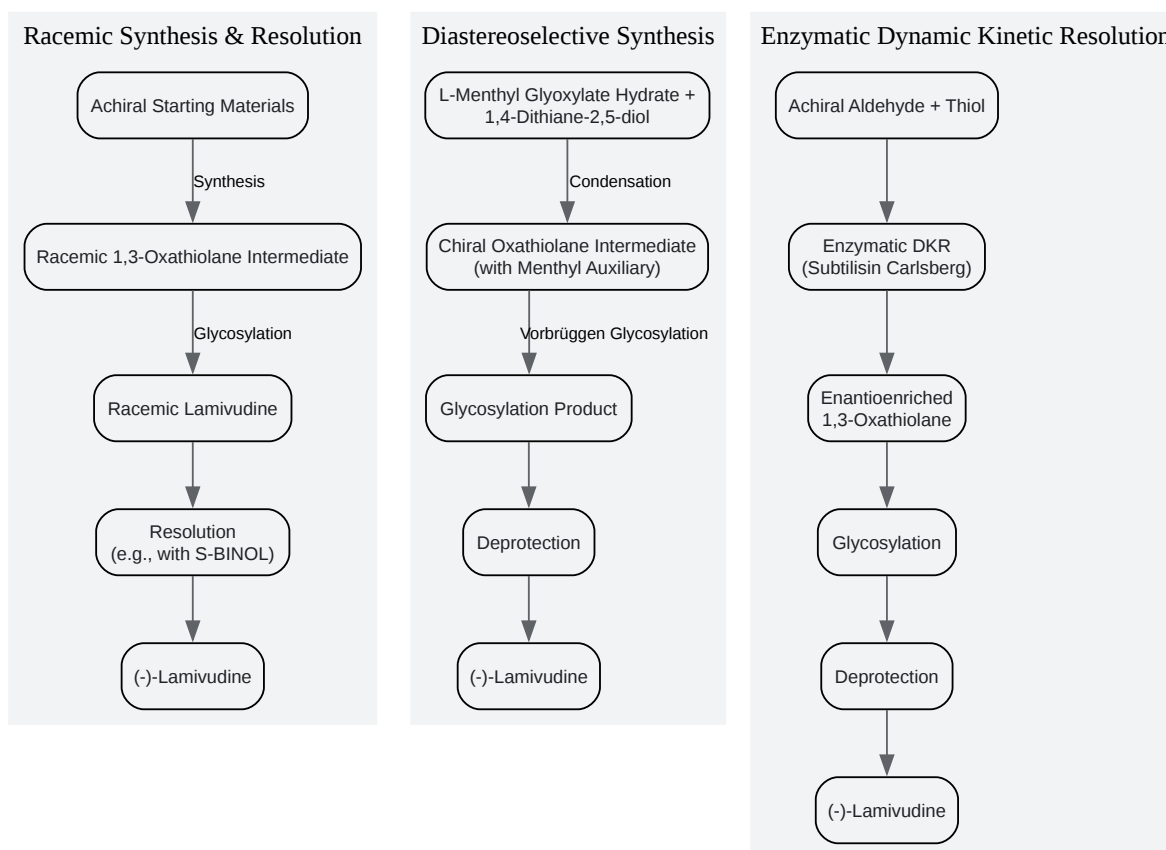 Racemic Synthesis & Resolution
Achiral Starting Materials
Synthesis
Racemic 1,3-Oxathiolane Intermediate
Glycosylation
Racemic Lamivudine
Resolution
(e.g., with S-BINOL)
(-)-Lamivudine
Diastereoselective Synthesis
L-Menthyl Glyoxylate Hydrate +
1,4-Dithiane-2,5-diol
Condensation
Chiral Oxathiolane Intermediate
(with Menthyl Auxiliary)
Vorbrüggen Glycosylation
Glycosylation Product
Deprotection
(-)-Lamivudine
Enzymatic Dynamic Kinetic Resolution
Achiral Aldehyde + Thiol
Enzymatic DKR
(Subtilisin Carlsberg)
Enantioenriched
1,3-Oxathiolane
Glycosylation
Deprotection
(-)-Lamivudine